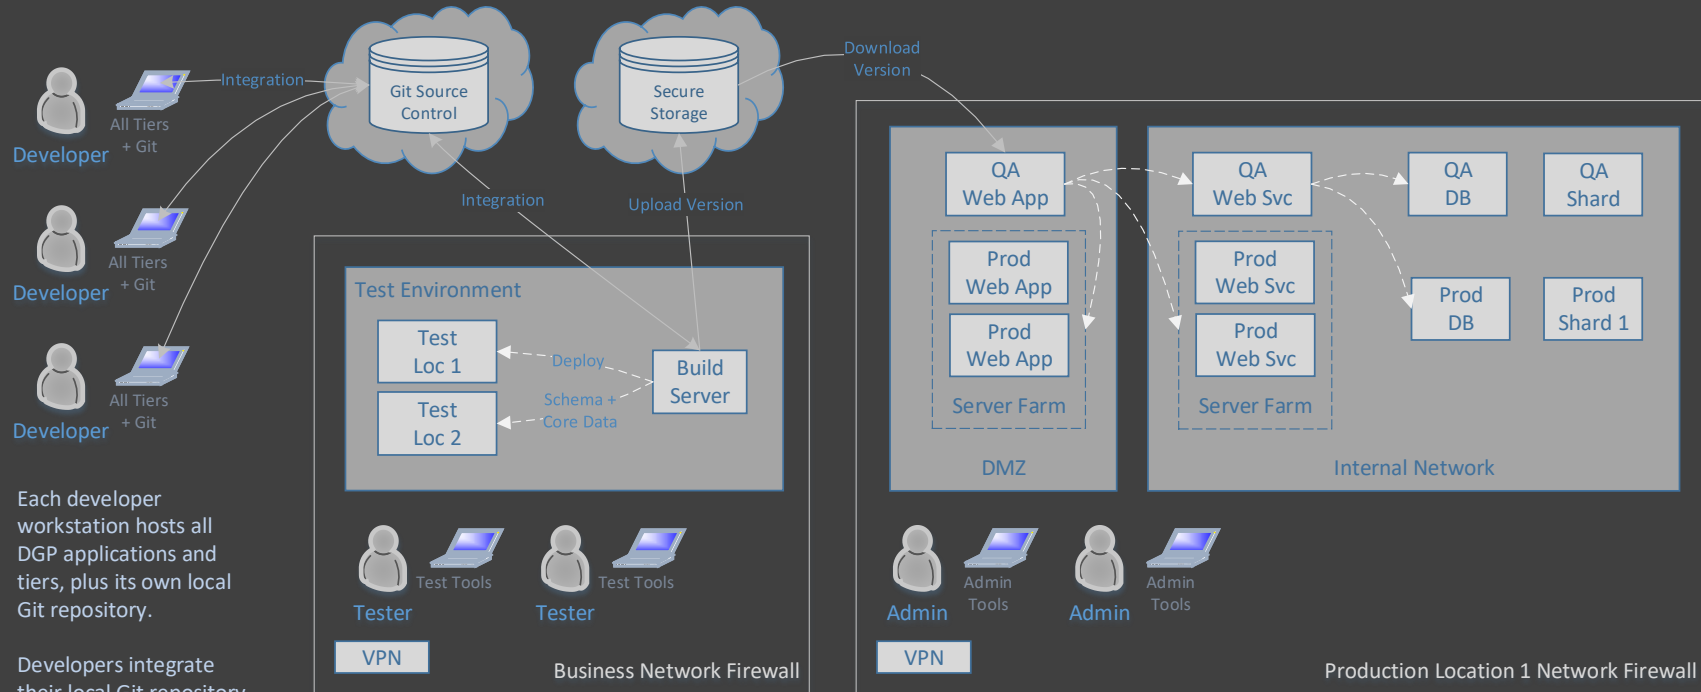 Integration
All Tiers
+ Git
Developer
All Tiers
+ Git
Developer
All Tiers
+ Git
Developer
Each developer
workstation hosts all
DGP applications and
tiers, plus its own local
Git repository.
Developers integrate
their local Git repository
Git Source
Control
Integration
Secure
Storage
Upload Version
Download
Version
Test Environment
Test
Loc 1
Test
Loc 2
Deploy
Schema +
Core Data
Build
Server
Test Tools
Tester
Test Tools
Tester
VPN
Business Network Firewall
QA
Web App
Prod
Web App
Prod
Web App
Server Farm
DMZ
QA
Web Svc
Prod
Web Svc
Prod
Web Svc
Server Farm
QA
DB
QA
Shard
Prod
DB
Prod
Shard 1
Internal Network
Admin
Tools
Admin
Admin
Tools
Admin
VPN
Production Location 1 Network Firewall